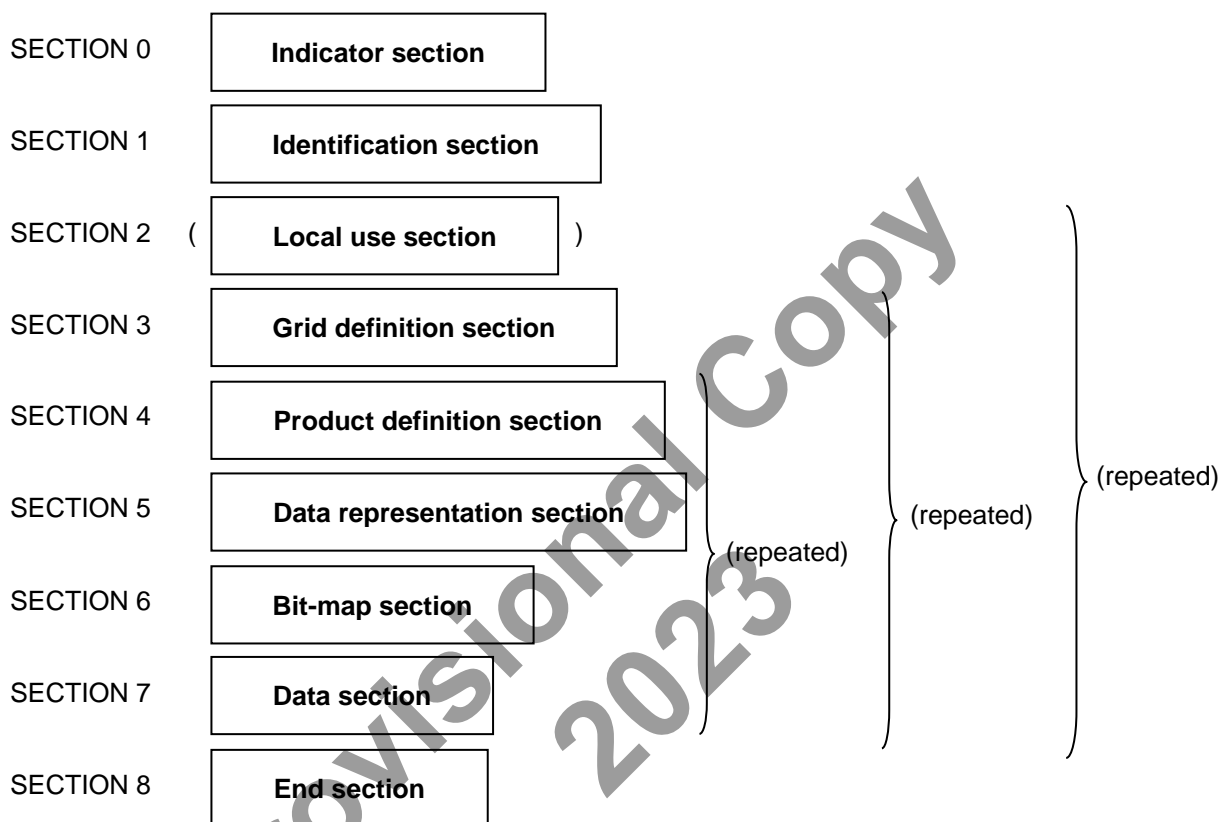 SECTION 0 Indicator section
SECTION 1 Identification section
SECTION 2 ( Local use section )
SECTION 3 Grid definition section
SECTION 4 Product definition section
SECTION 5 Data representation section
SECTION 6 Bit-map section
SECTION 7 Data section
SECTION 8 End section
(repeated)
(repeated)
(repeated)
rovisional Copy
2023